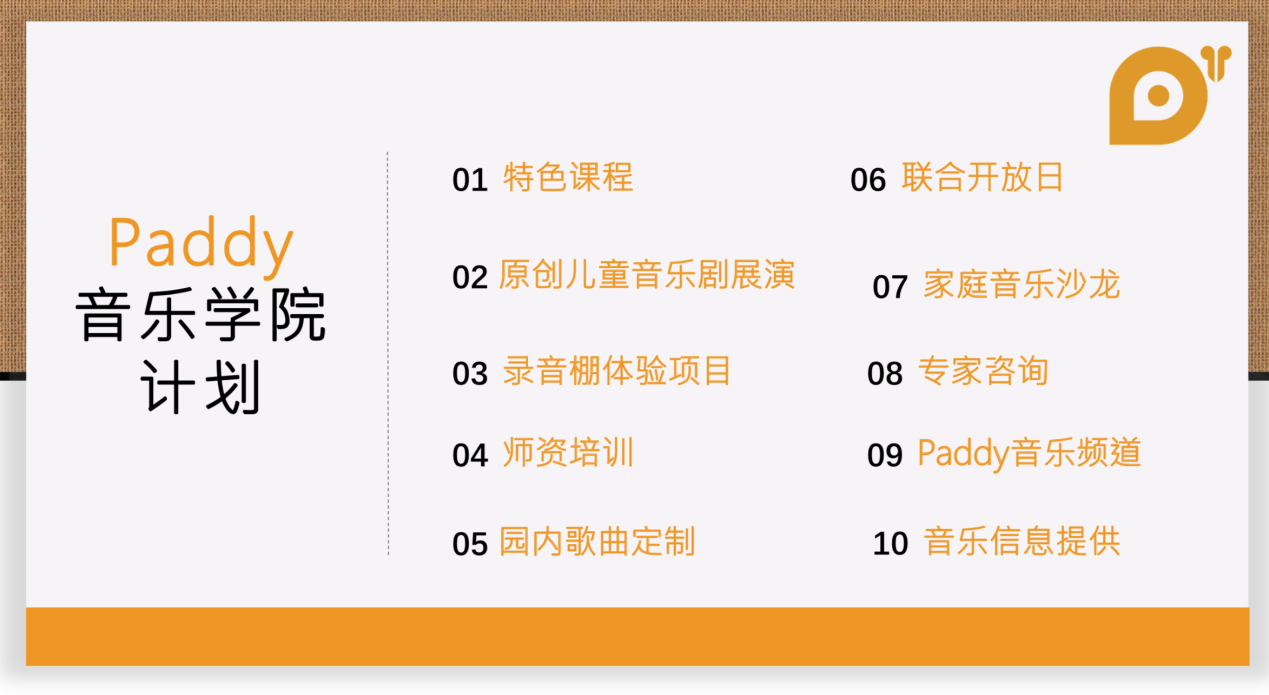 Paddy
音乐学院
计划
01 特色课程
02 原创儿童音乐剧展演
03 录音棚体验项目
04 师资培训
05 园内歌曲定制
06 联合开放日
07 家庭音乐沙龙
08 专家咨询
09 Paddy音乐频道
10 音乐信息提供